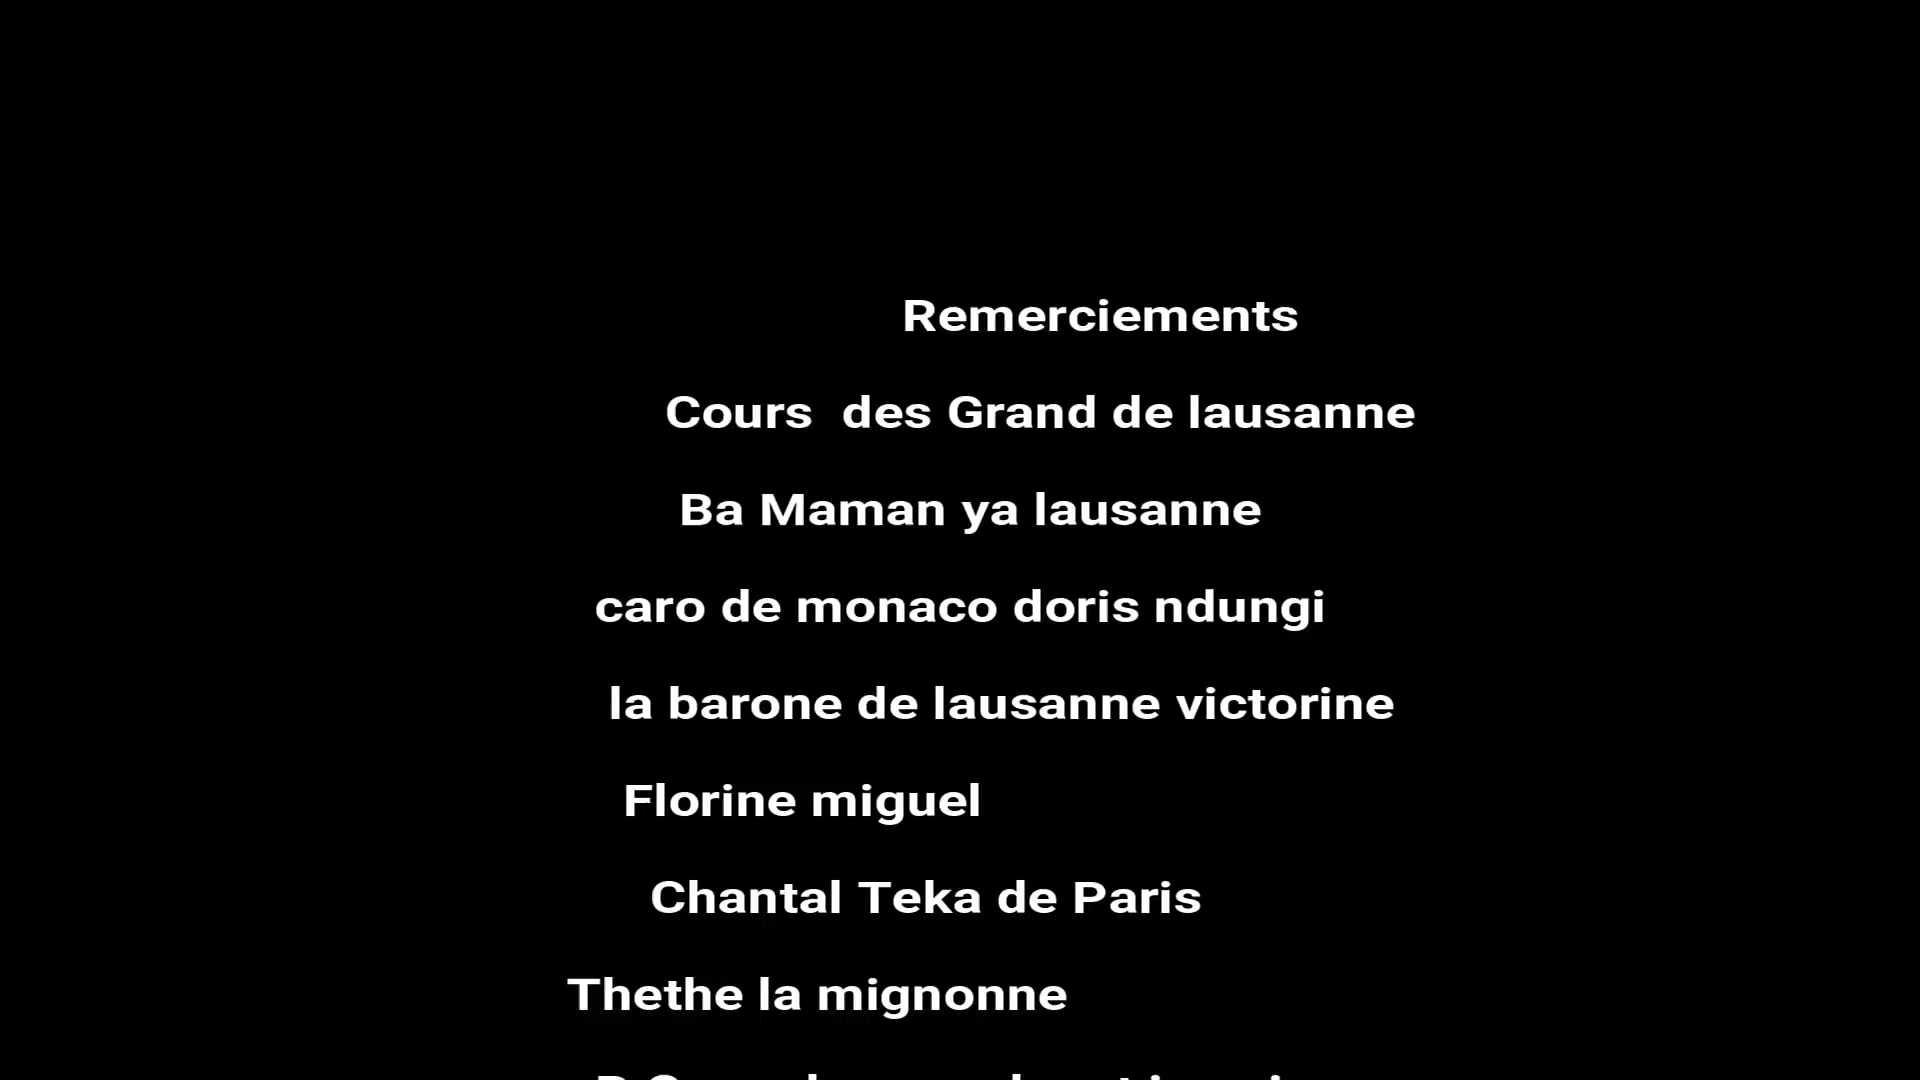 Remerciements
Cours  des Grand de lausanne
Ba Maman ya lausanne
caro de monaco doris ndungi
la barone de lausanne victorine
Florine miguel
Chantal Teka de Paris
Thethe la mignonne